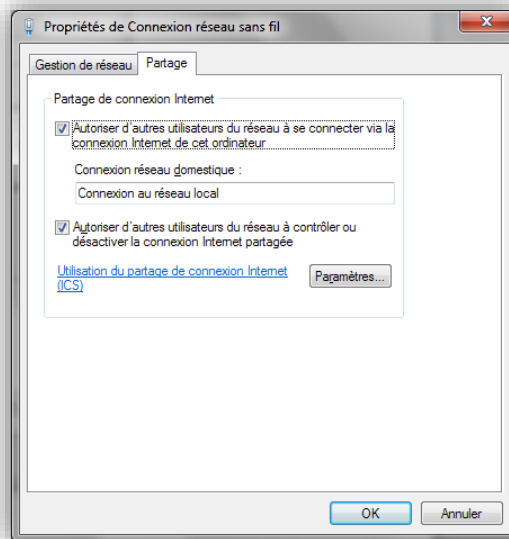 Propriétés de Connexion réseau sans fil
Gestion de réseau Partage
Partage de connexion Internet
Autoriser d'autres utilisateurs du réseau à se connecter via la
connexion Internet de cet ordinateur
Connexion réseau domestique :
Connexion au réseau local
Autoriser d'autres utilisateurs du réseau à contrôler ou
désactiver la connexion Internet partagée
Utilisation du partage de connexion Internet
(ICS)
Paramètres...
OK Annuler